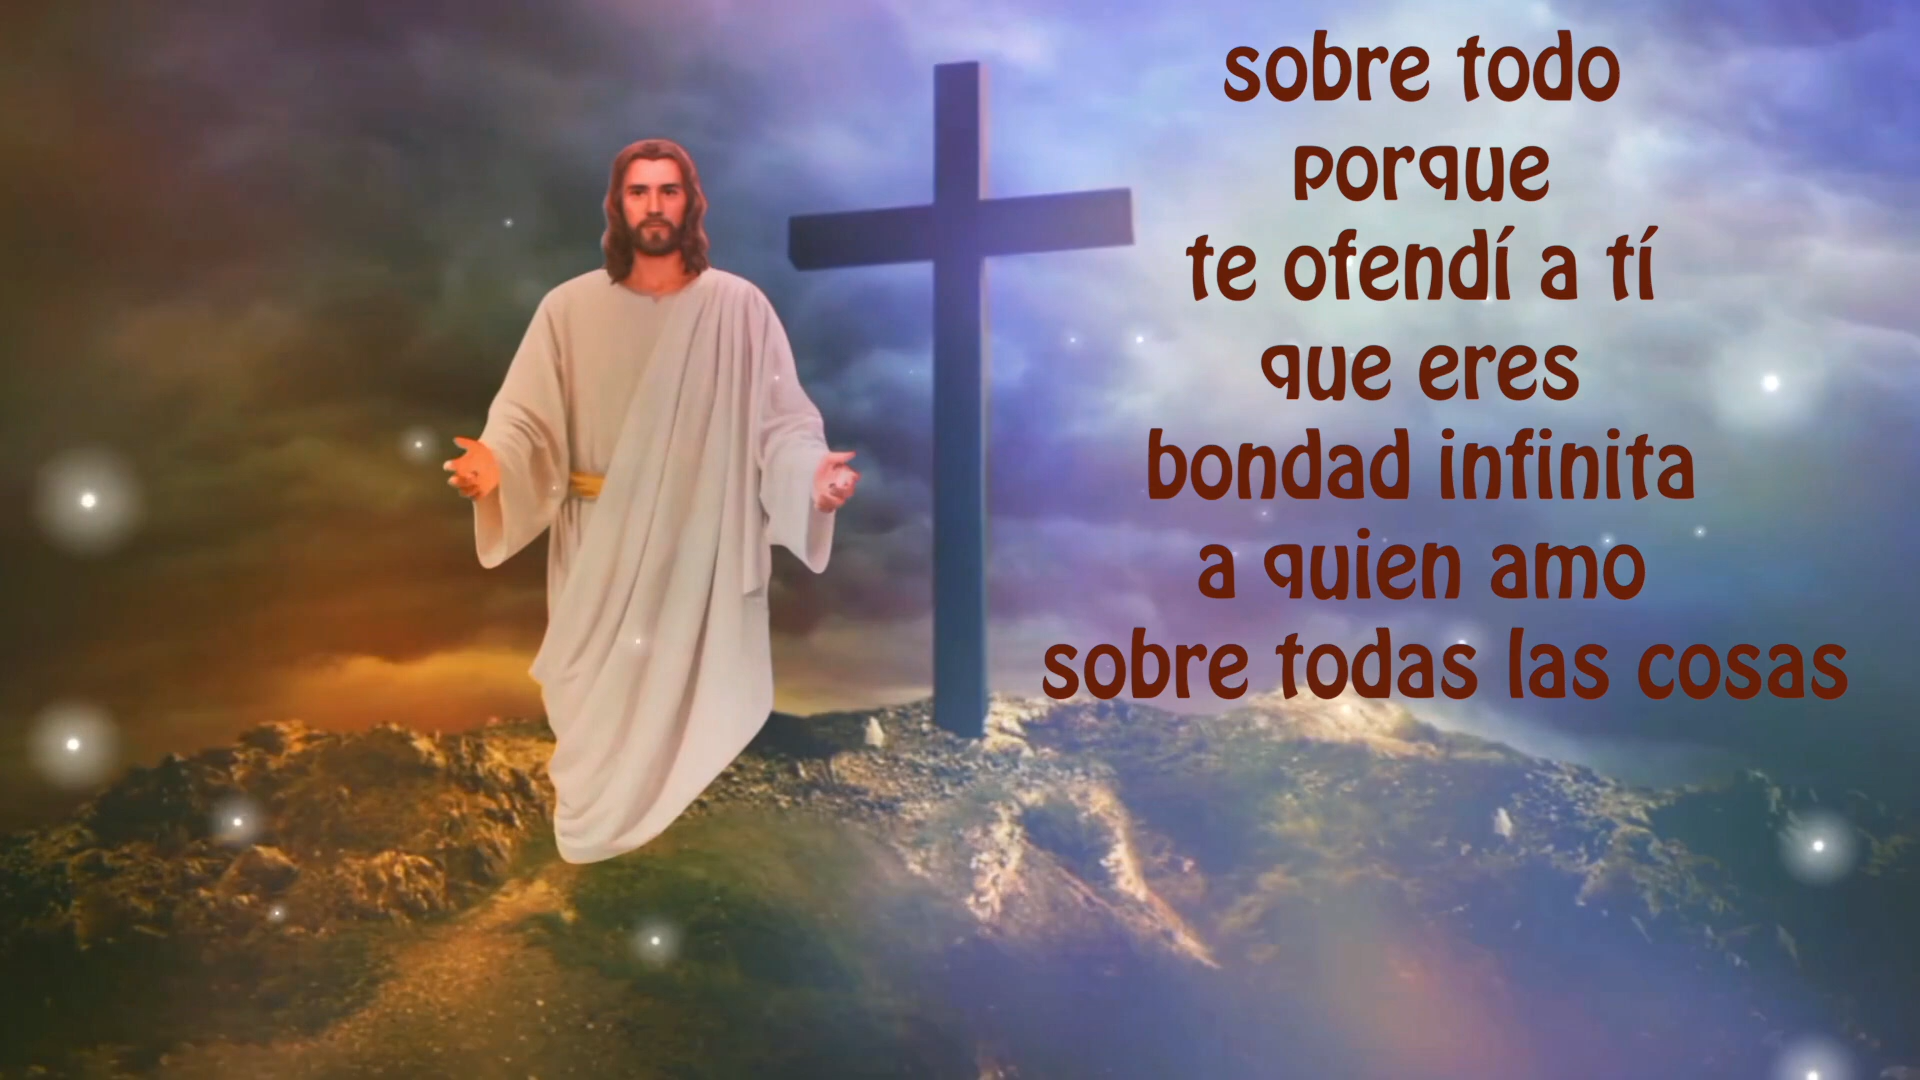 sobre todo
porque
te ofendí a tí
que eres
bondad infinita
a quien amo
sobre todas las cosas